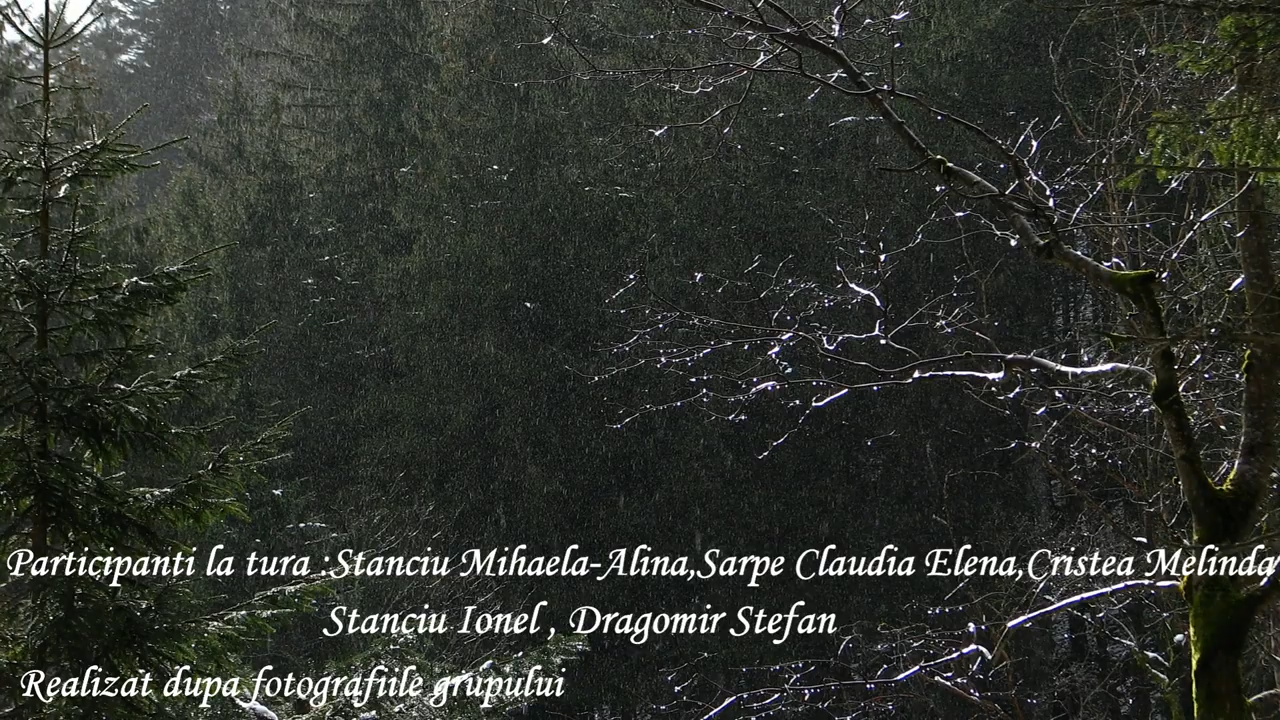 Participanti la tura :Stanciu Mihaela-Alina,Sarpe Claudia Elena,Cristea Melinda
Stanciu Ionel , Dragomir Stefan
Realizat dupa fotografiile grupului